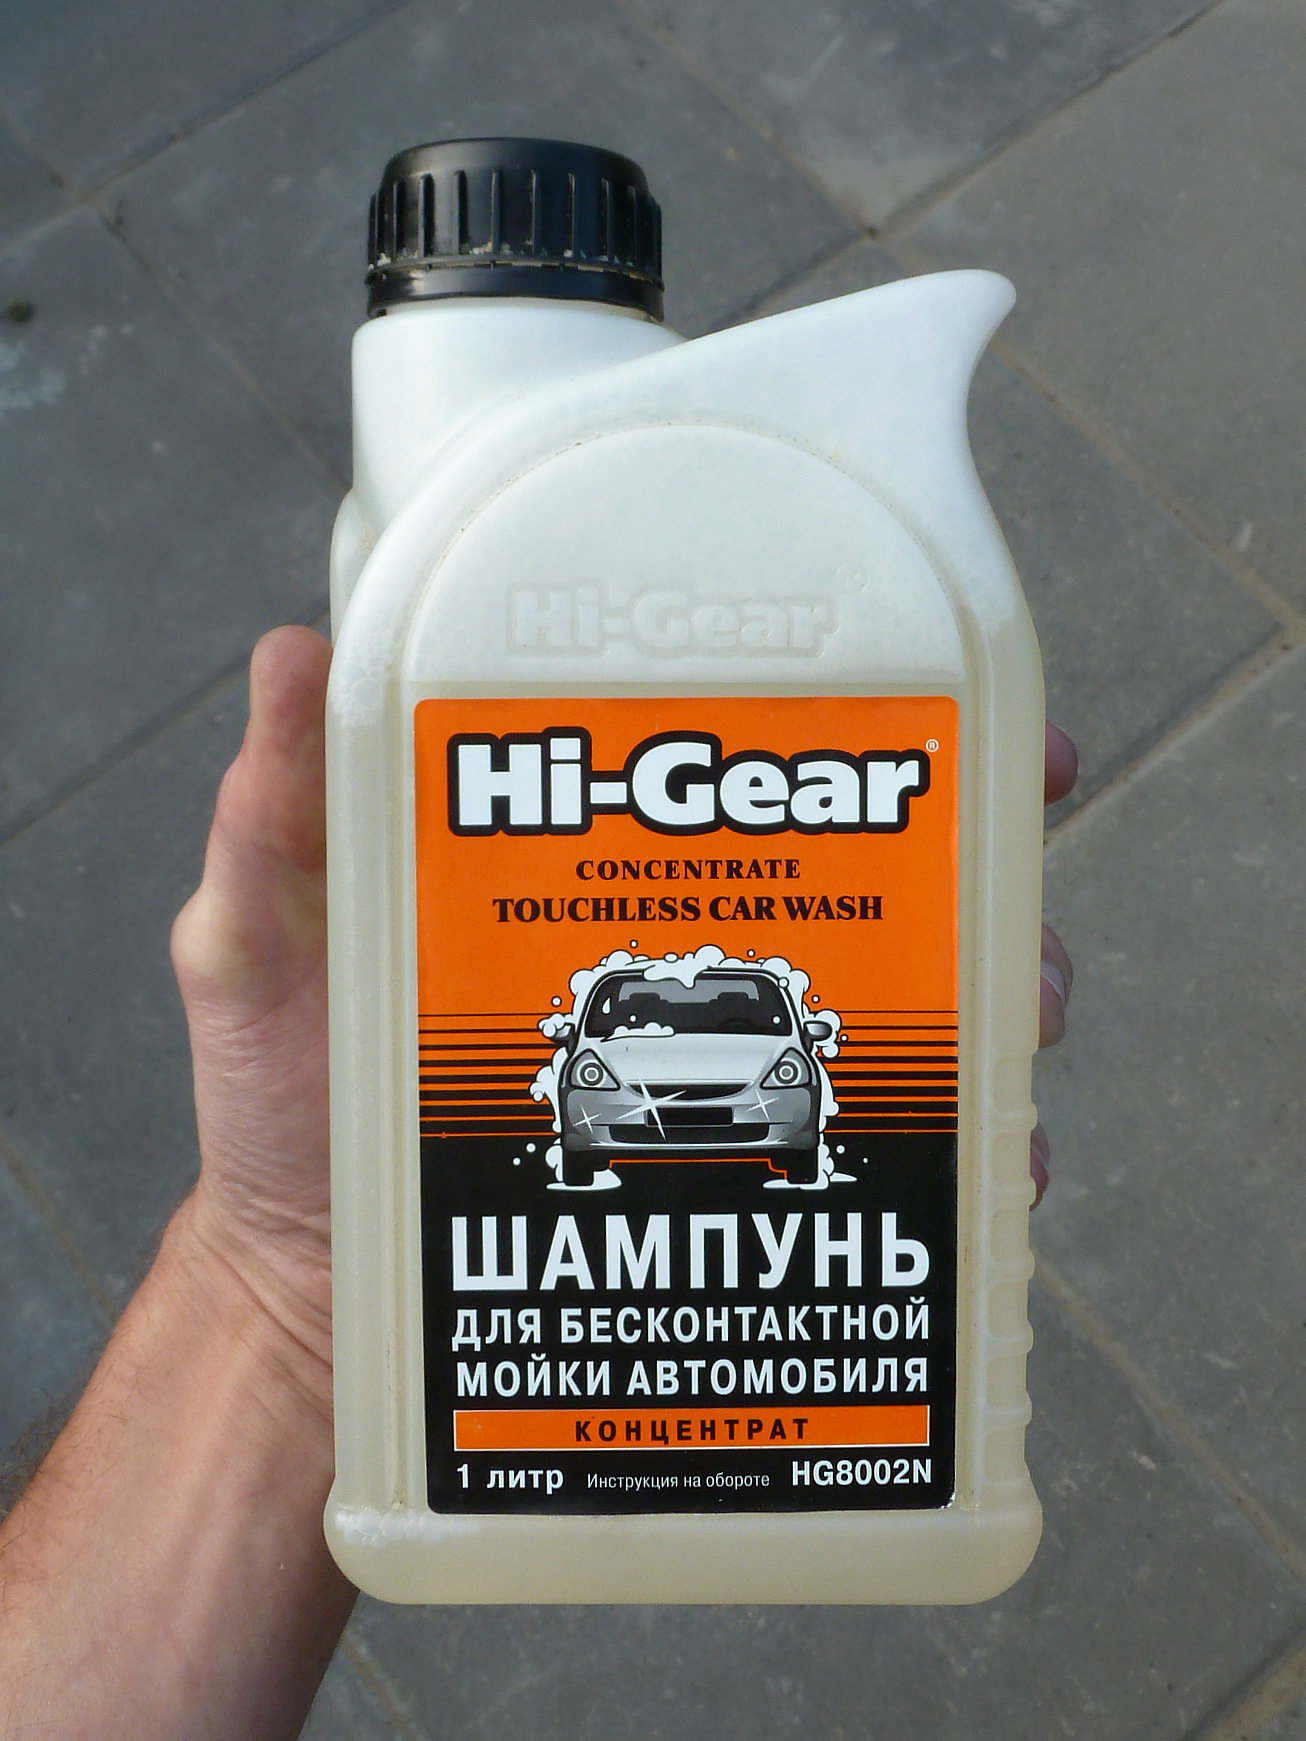 Hi-Gear
Hi-Gear®
CONCENTRATE
TOUCHLESS CAR WASH
ШАМПУНЬ
ДЛЯ БЕСКОНТАКТНОЙ
МОЙКИ АВТОМОБИЛЯ
КОНЦЕНТРАТ
1 литр Инструкция на обороте HG8002N